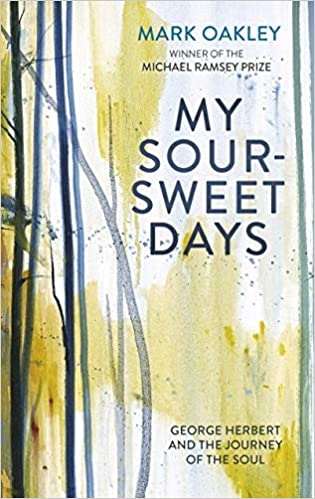 MARK OAKLEY
WINNER OF THE
MICHAEL RAMSEY PRIZE
MY
SOUR-
SWEET
DAYS
GEORGE HERBERT
AND THE JOURNEY
OF THE SOUL